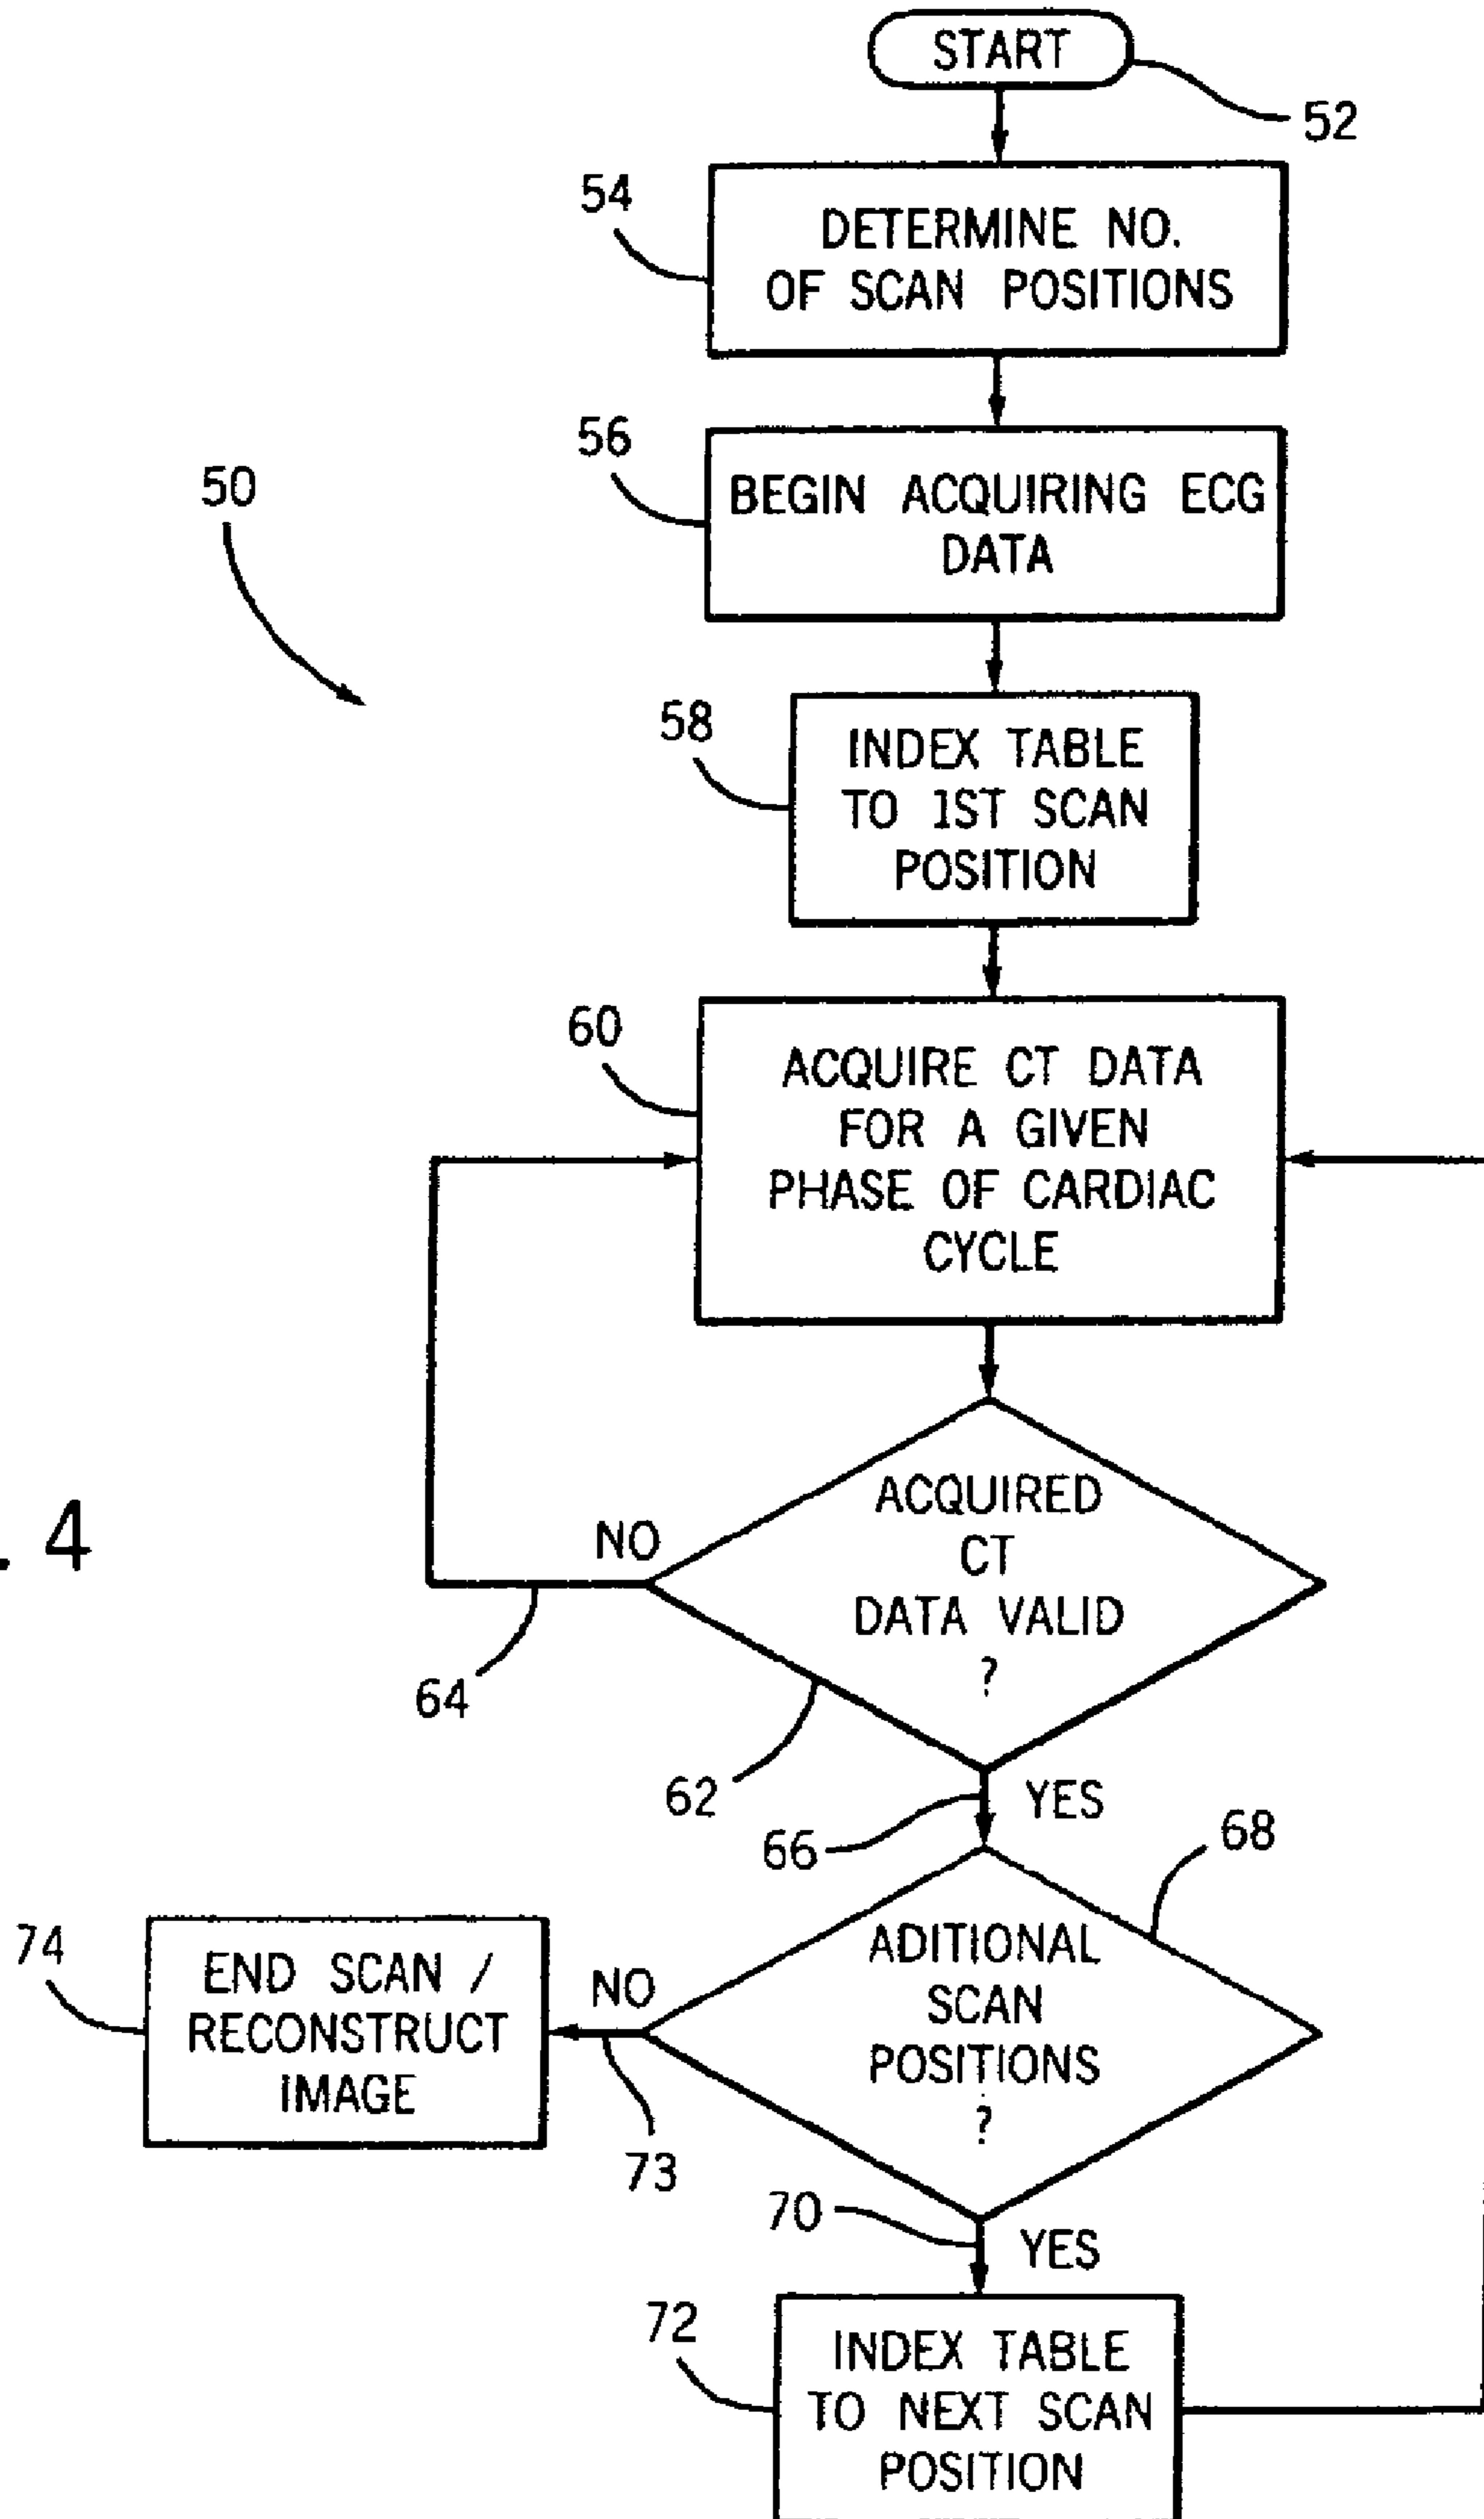 START
52
54
DETERMINE NO.
OF SCAN POSITIONS
56
BEGIN ACQUIRING ECG
DATA
50
58
INDEX TABLE
TO 1ST SCAN
POSITION
60
ACQUIRE CT DATA
FOR A GIVEN
PHASE OF CARDIAC
CYCLE
. 4
NO
ACQUIRED
CT
DATA VALID
?
64
62
YES
66
68
74
END SCAN /
RECONSTRUCT
IMAGE
NO
ADITIONAL
SCAN
POSITIONS
?
73
70
YES
72
INDEX TABLE
TO NEXT SCAN
POSITION